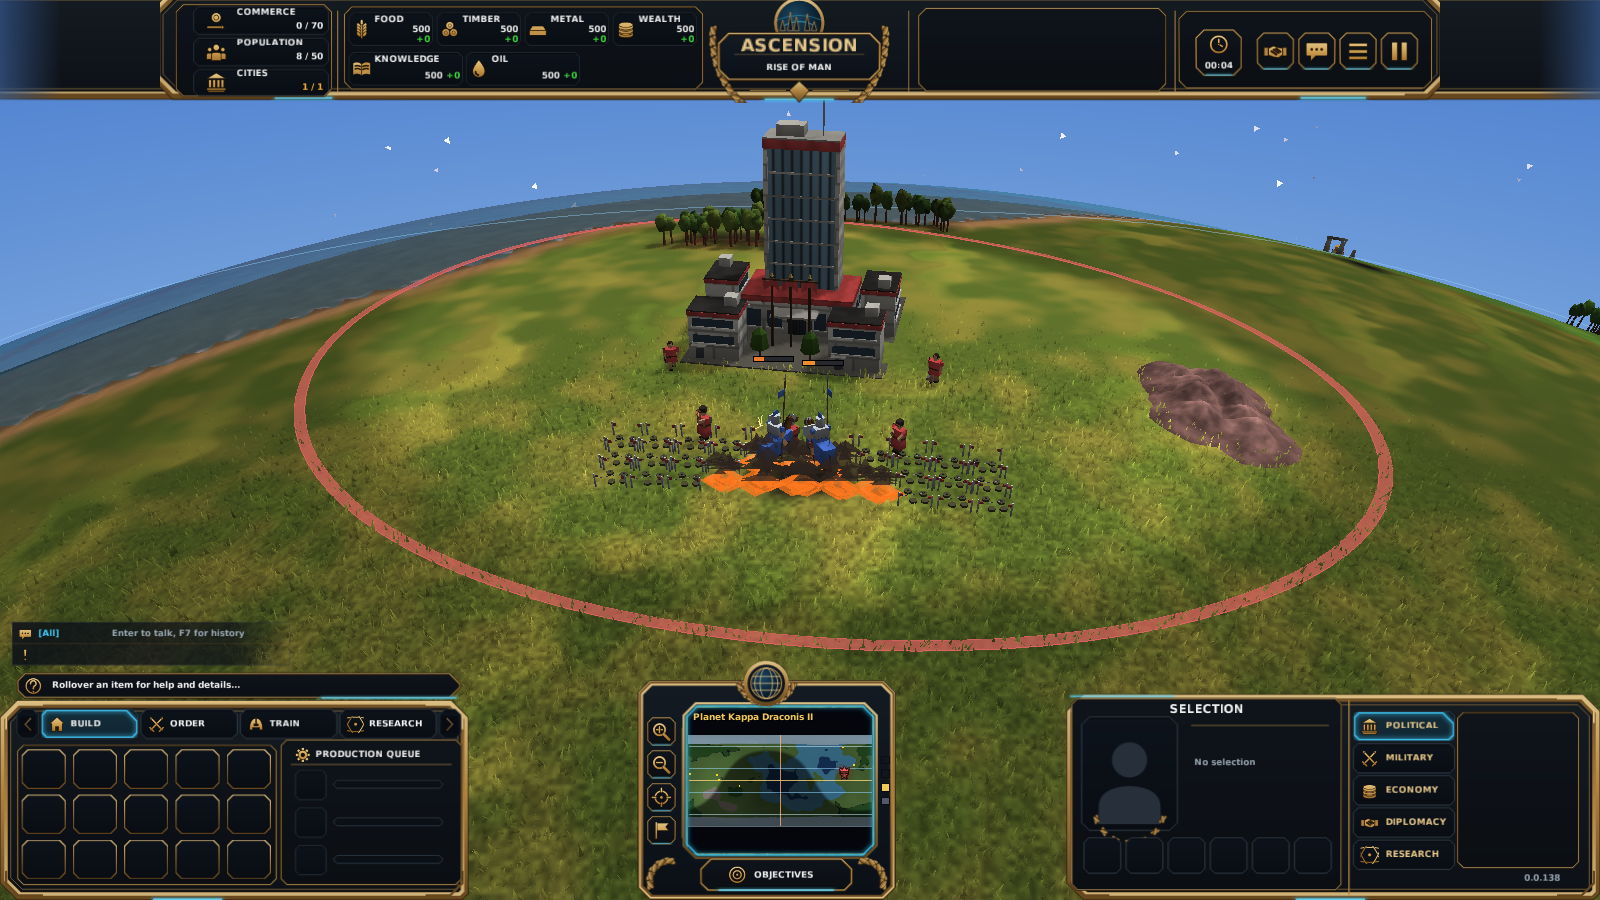 COMMERCE
0 / 70
POPULATION
8 / 50
CITIES
1 / 1
FOOD
500
+0
TIMBER
500
+0
METAL
500
+0
WEALTH
500
+0
KNOWLEDGE
500 +0
OIL
500 +0
ASCENSION
RISE OF MAN
00:04
[All] Enter to talk, F7 for history
!
Rollover an item for help and details...
BUILD
ORDER
TRAIN
RESEARCH
PRODUCTION QUEUE
Planet Kappa Draconis II
OBJECTIVES
SELECTION
No selection
POLITICAL
MILITARY
ECONOMY
DIPLOMACY
RESEARCH
0.0.138